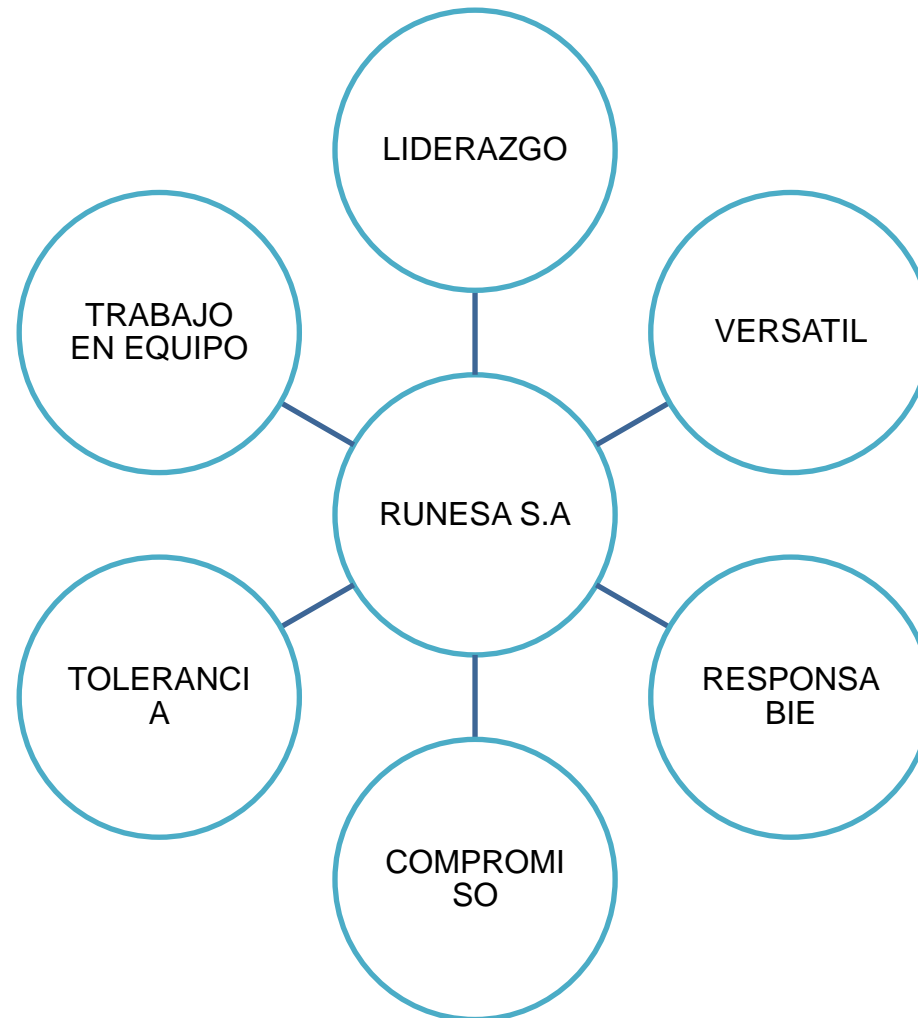 LIDERAZGO
VERSATIL
RESPONSA
BIE
COMPROMI
SO
TOLERANCI
A
TRABAJO
EN EQUIPO
RUNESA S.A